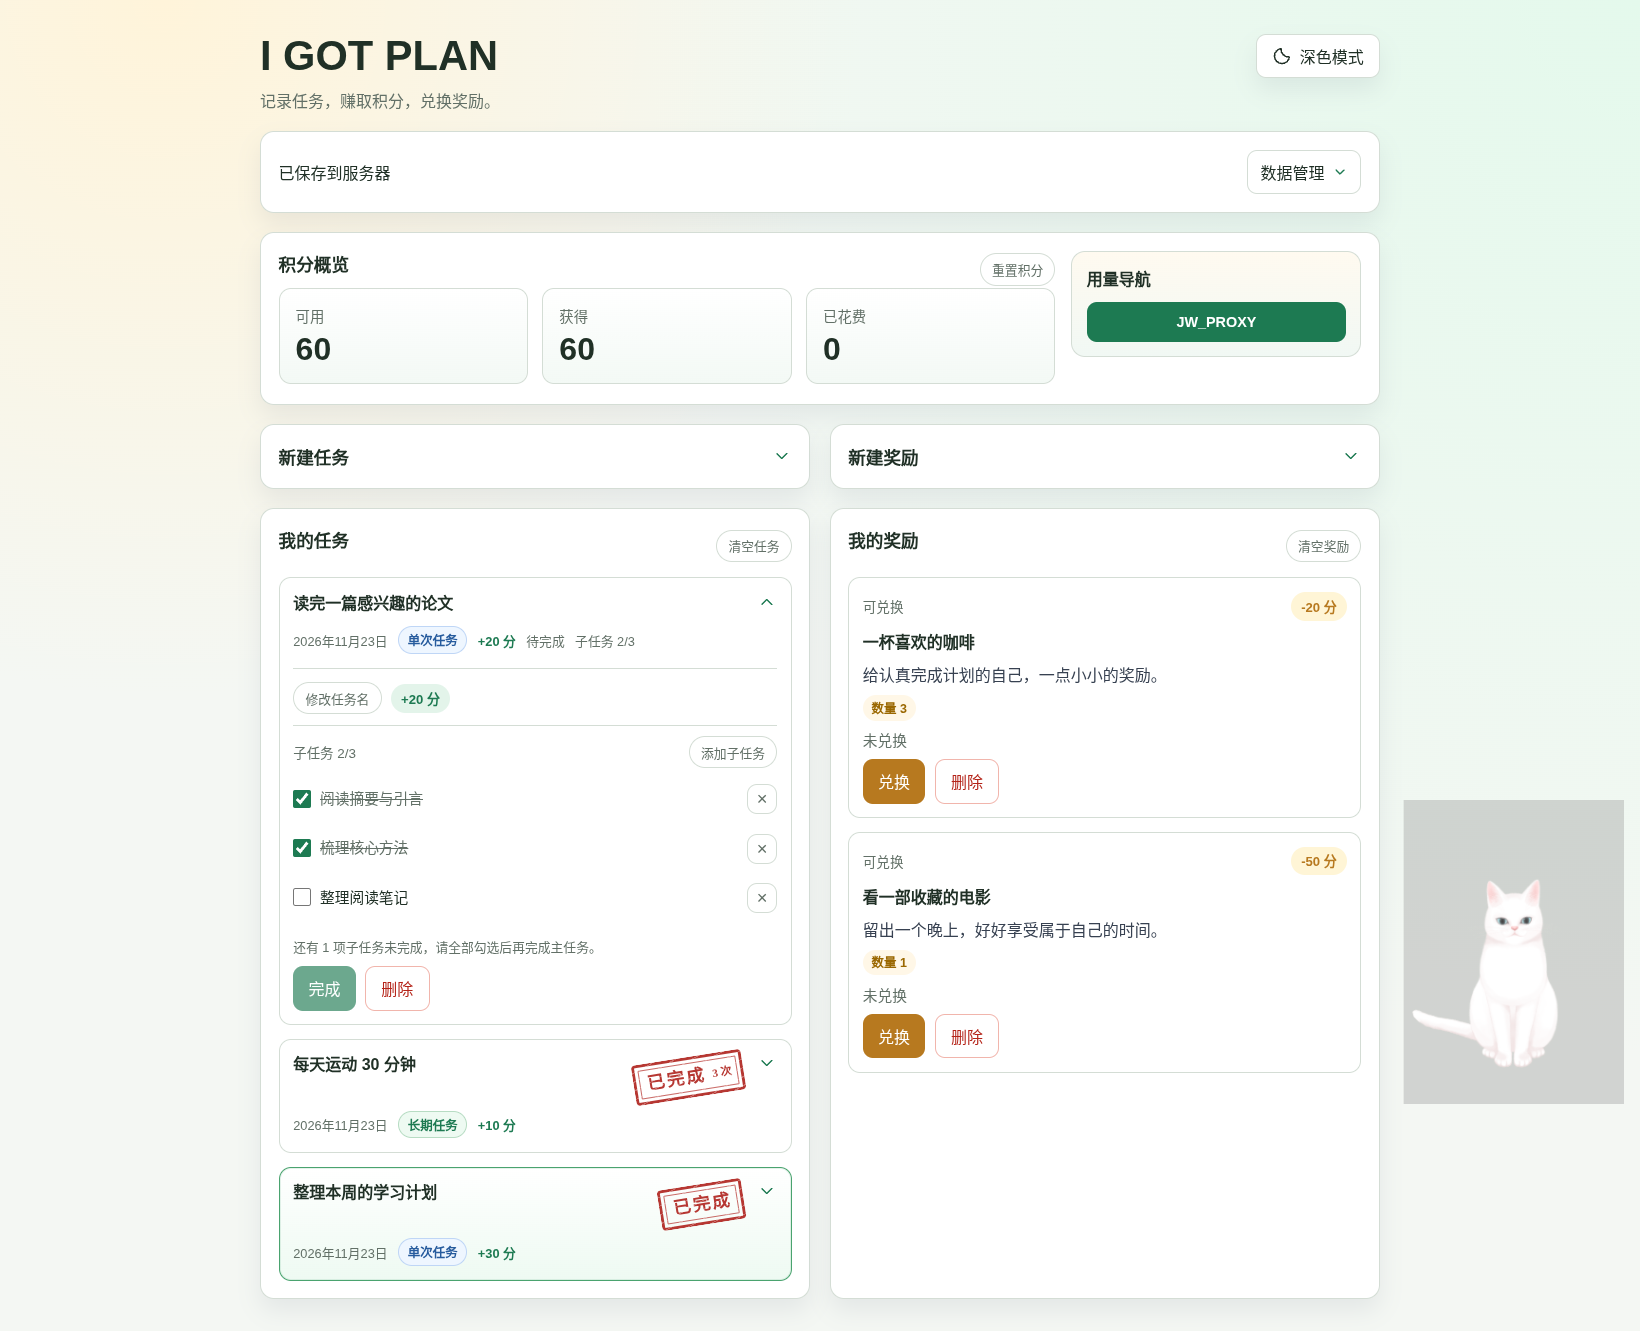 I GOT PLAN
深色模式
记录任务，赚取积分，兑换奖励。
已保存到服务器
数据管理
积分概览
重置积分
可用
60
获得
60
已花费
0
用量导航
JW_PROXY
新建任务
新建奖励
我的任务
清空任务
读完一篇感兴趣的论文
2026年11月23日 单次任务 +20 分 待完成 子任务 2/3
修改任务名 +20 分
子任务 2/3
添加子任务
阅读摘要与引言
梳理核心方法
整理阅读笔记
还有 1 项子任务未完成，请全部勾选后再完成主任务。
完成 删除
每天运动 30 分钟
已完成 3 次
2026年11月23日 长期任务 +10 分
整理本周的学习计划
已完成
2026年11月23日 单次任务 +30 分
我的奖励
清空奖励
可兑换
-20 分
一杯喜欢的咖啡
给认真完成计划的自己，一点小小的奖励。
数量 3
未兑换
兑换 删除
可兑换
-50 分
看一部收藏的电影
留出一个晚上，好好享受属于自己的时间。
数量 1
未兑换
兑换 删除